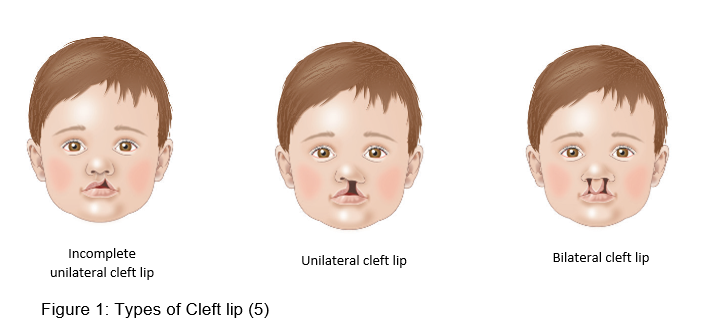 Incomplete
unilateral cleft lip
Unilateral cleft lip
Bilateral cleft lip
Figure 1: Types of Cleft lip (5)